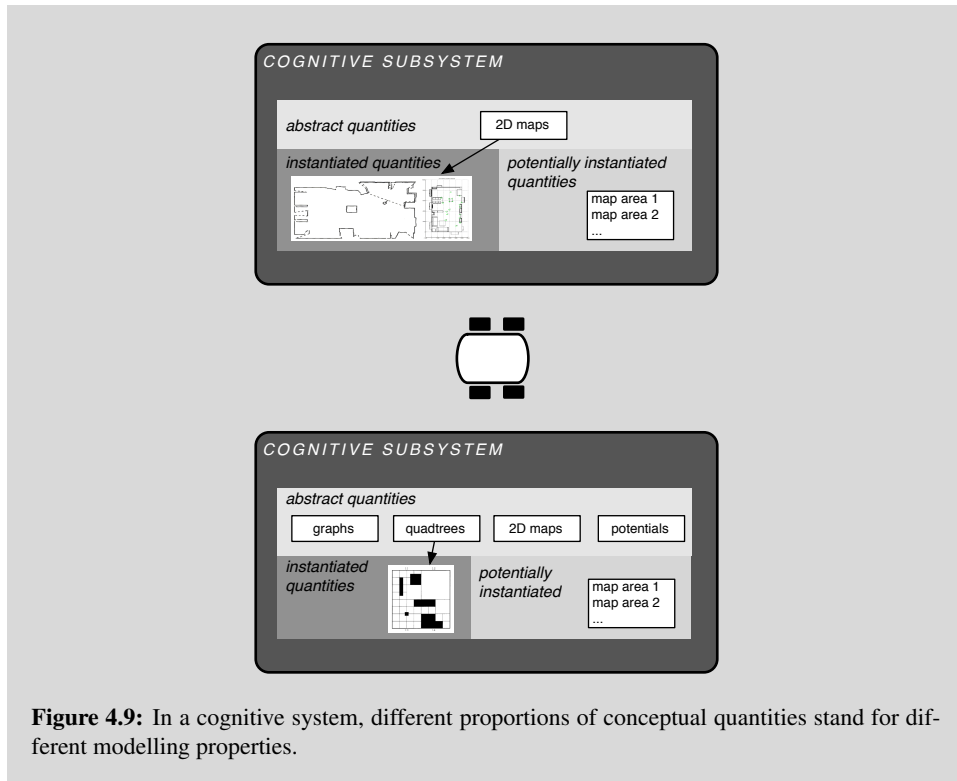 COGNITIVE SUBSYSTEM
abstract quantities
2D maps
instantiated quantities
potentially instantiated
quantities
map area 1
map area 2
...
COGNITIVE SUBSYSTEM
abstract quantities
graphs
quadtrees
2D maps
potentials
instantiated
quantities
potentially
instantiated
map area 1
map area 2
...
Figure 4.9: In a cognitive system, different proportions of conceptual quantities stand for dif-
ferent modelling properties.